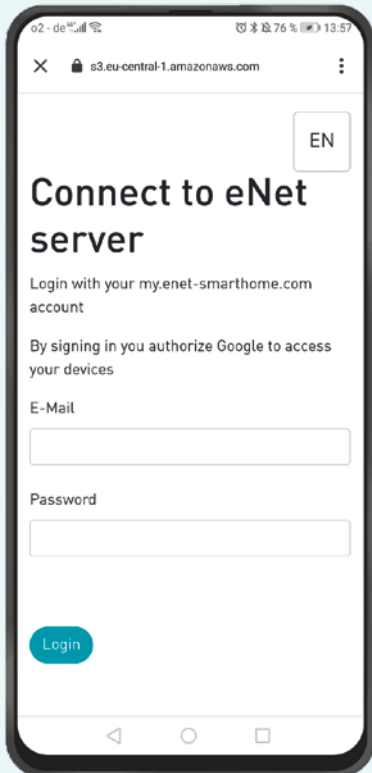 o2 - de 76 % 13:57
s3.eu-central-1.amazonaws.com
EN
Connect to eNet
server
Login with your my.enet-smarthome.com
account
By signing in you authorize Google to access
your devices
E-Mail
Password
Login